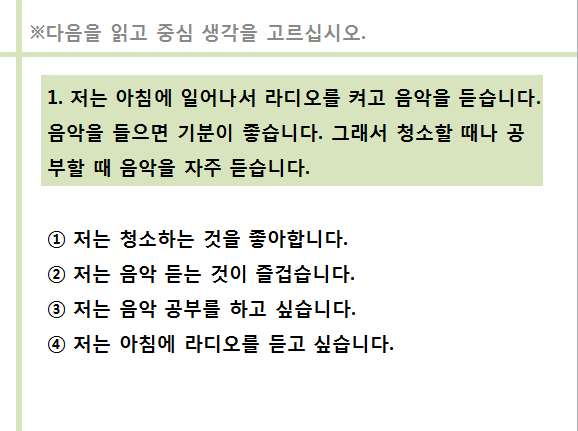 ※다음을 읽고 중심 생각을 고르십시오.
1. 저는 아침에 일어나서 라디오를 켜고 음악을 듣습니다.
음악을 들으면 기분이 좋습니다. 그래서 청소할 때나 공
부할 때 음악을 자주 듣습니다.
① 저는 청소하는 것을 좋아합니다.
② 저는 음악 듣는 것이 즐겁습니다.
③ 저는 음악 공부를 하고 싶습니다.
④ 저는 아침에 라디오를 듣고 싶습니다.